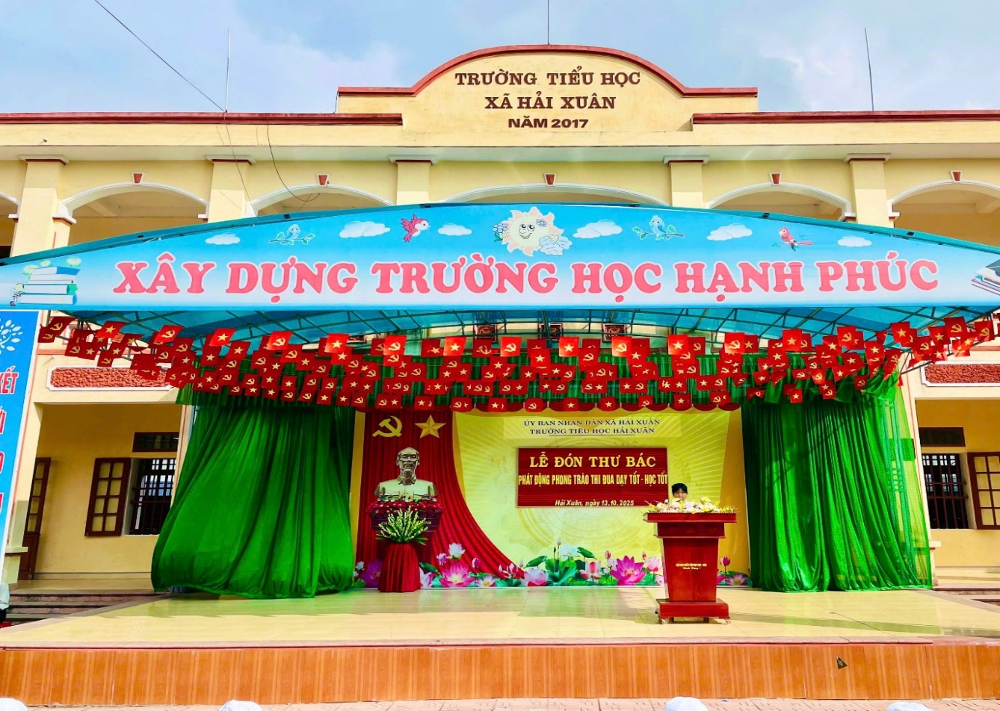 TRƯỜNG TIỂU HỌC
XÃ HẢI XUÂN
NĂM 2017
XÂY DỰNG TRƯỜNG HỌC HẠNH PHÚC
ỦY BAN NHÂN DÂN XÃ HẢI XUÂN
TRƯỜNG TIỂU HỌC HẢI XUÂN
LỄ ĐÓN THƯ BÁC
PHÁT ĐỘNG PHONG TRÀO THI ĐUA DẠY TỐT - HỌC TỐT
Hải Xuân, ngày 13.10.2025